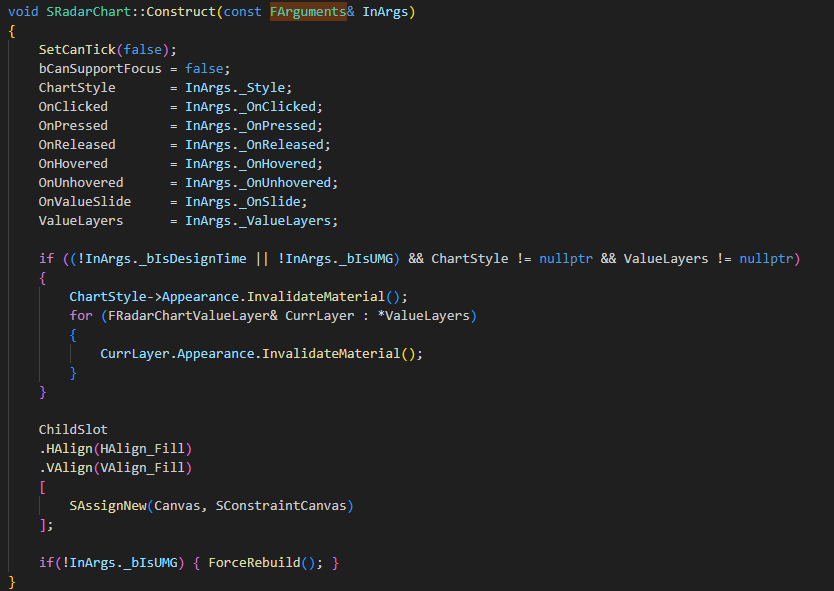 void SRadarChart::Construct(const FArguments& InArgs)
{
    SetCanTick(false);
    bCanSupportFocus = false;
    ChartStyle       = InArgs._Style;
    OnClicked        = InArgs._OnClicked;
    OnPressed        = InArgs._OnPressed;
    OnReleased       = InArgs._OnReleased;
    OnHovered        = InArgs._OnHovered;
    OnUnhovered      = InArgs._OnUnhovered;
    OnValueSlide     = InArgs._OnSlide;
    ValueLayers      = InArgs._ValueLayers;

    if ((!InArgs._bIsDesignTime || !InArgs._bIsUMG) && ChartStyle != nullptr && ValueLayers != nullptr)
    {
        ChartStyle->Appearance.InvalidateMaterial();
        for (FRadarChartValueLayer& CurrLayer : *ValueLayers)
        {
            CurrLayer.Appearance.InvalidateMaterial();
        }
    }

    ChildSlot
    .HAlign(HAlign_Fill)
    .VAlign(VAlign_Fill)
    [
        SAssignNew(Canvas, SConstraintCanvas)
    ];

    if(!InArgs._bIsUMG) { ForceRebuild(); }
}